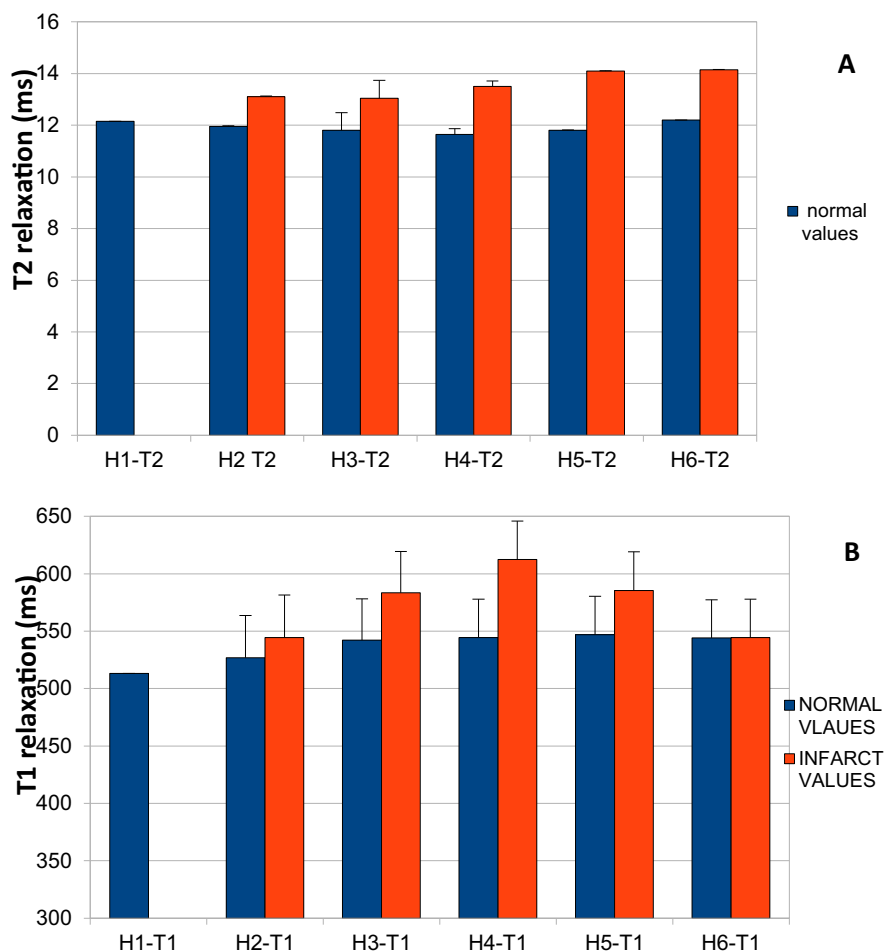 16
14
12
10
8
6
4
2
0
T2 relaxation (ms)
A
normal
values
H1-T2 H2 T2 H3-T2 H4-T2 H5-T2 H6-T2
650
600
550
500
450
400
350
300
T1 relaxation (ms)
B
NORMAL
VLAUES
INFARCT
VALUES
H1-T1 H2-T1 H3-T1 H4-T1 H5-T1 H6-T1